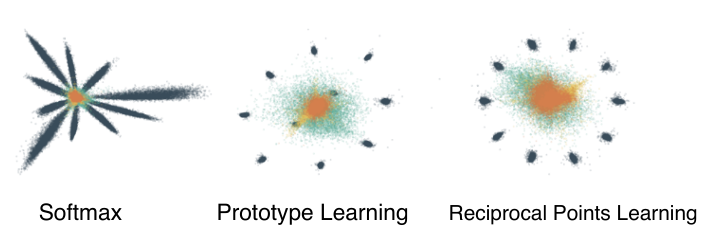 Softmax
Prototype Learning
Reciprocal Points Learning